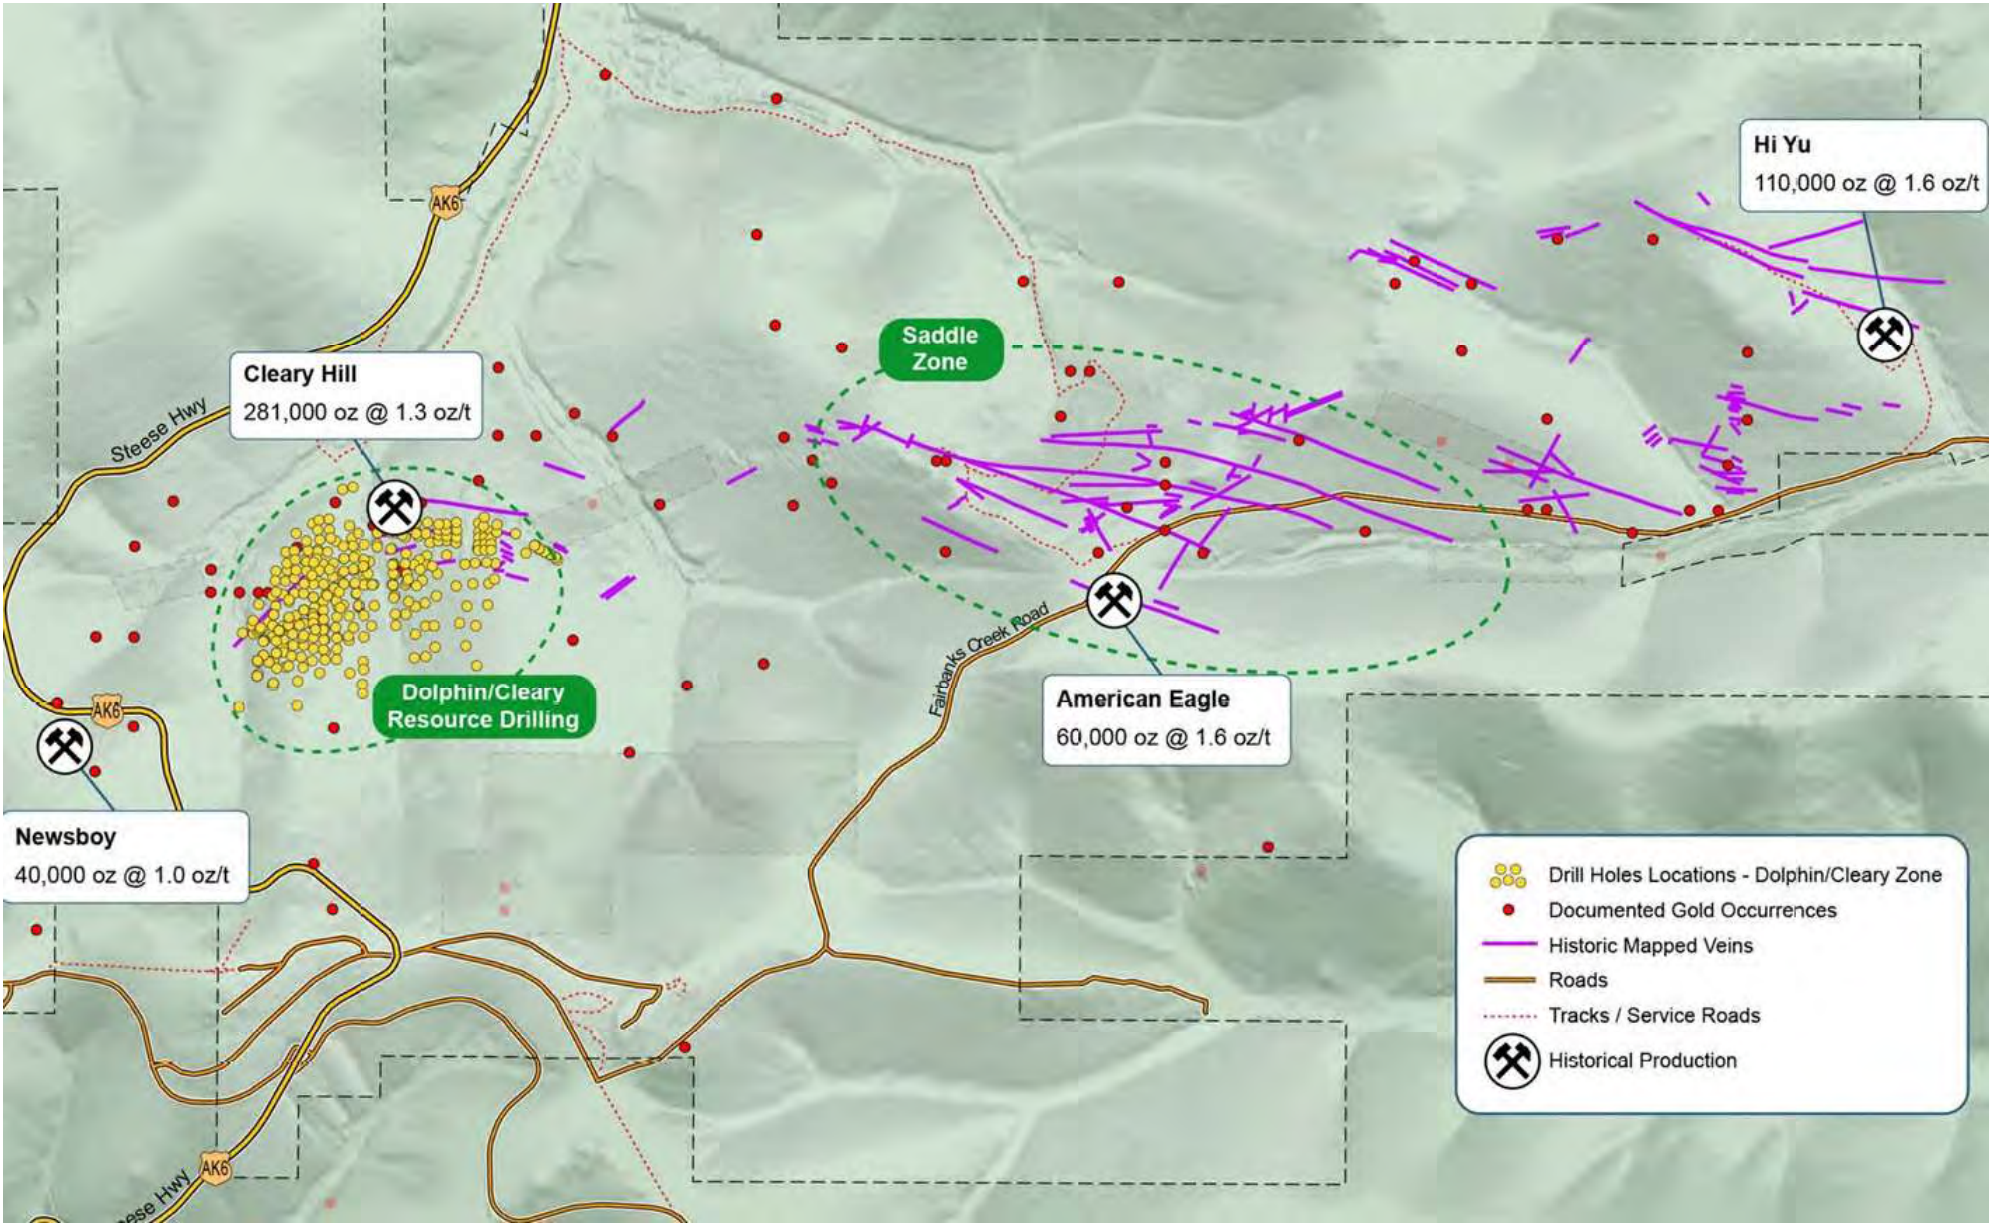 Hi Yu
110,000 oz @ 1.6 oz/t
AK6
Saddle
Zone
Cleary Hill
281,000 oz @ 1.3 oz/t
Steese Hwy
Fairbanks Creek Road
Dolphin/Cleary
Resource Drilling
American Eagle
60,000 oz @ 1.6 oz/t
AK6
Newsboy
40,000 oz @ 1.0 oz/t
Drill Holes Locations - Dolphin/Cleary Zone
Documented Gold Occurrences
Historic Mapped Veins
Roads
Tracks / Service Roads
Historical Production
AK6
ese Hwy